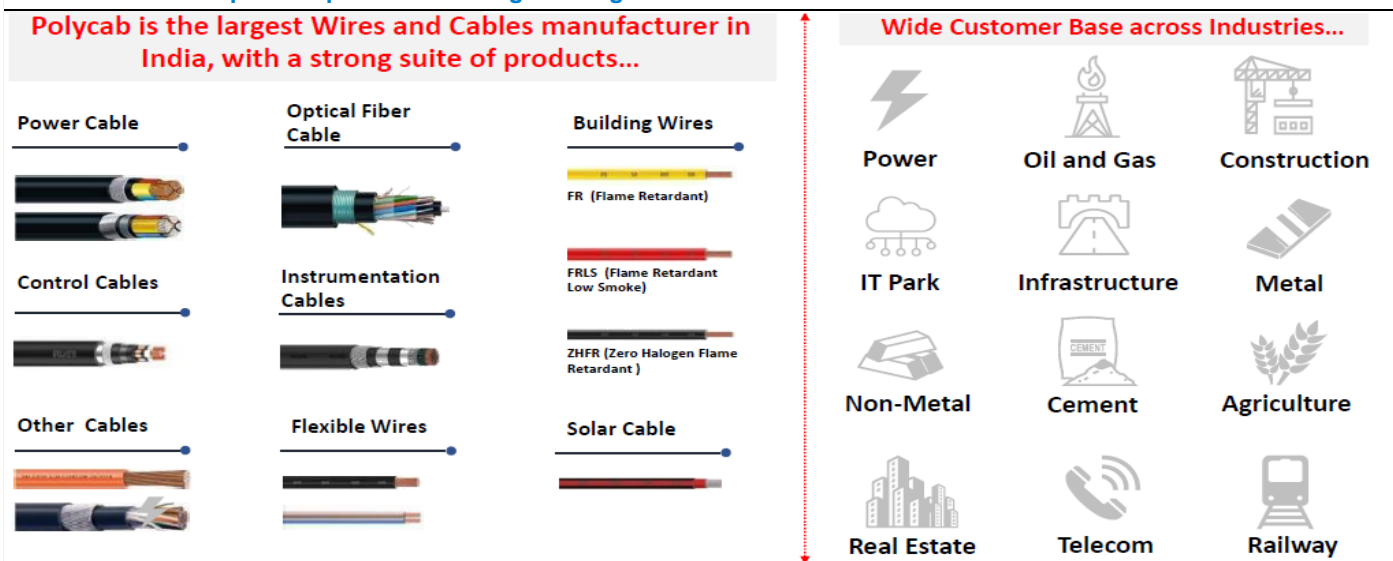 Polycab is the largest Wires and Cables manufacturer in
India, with a strong suite of products...
Power Cable
Optical Fiber
Cable
Building Wires
FR (Flame Retardant)
FRLS (Flame Retardant
Low Smoke)
ZHFR (Zero Halogen Flame
Retardant )
Control Cables
Instrumentation
Cables
Other Cables
Flexible Wires
Solar Cable
Wide Customer Base across Industries...
Power
Oil and Gas
Construction
IT Park
Infrastructure
Metal
Non-Metal
CEMENT
Cement
Agriculture
Real Estate
Telecom
Railway